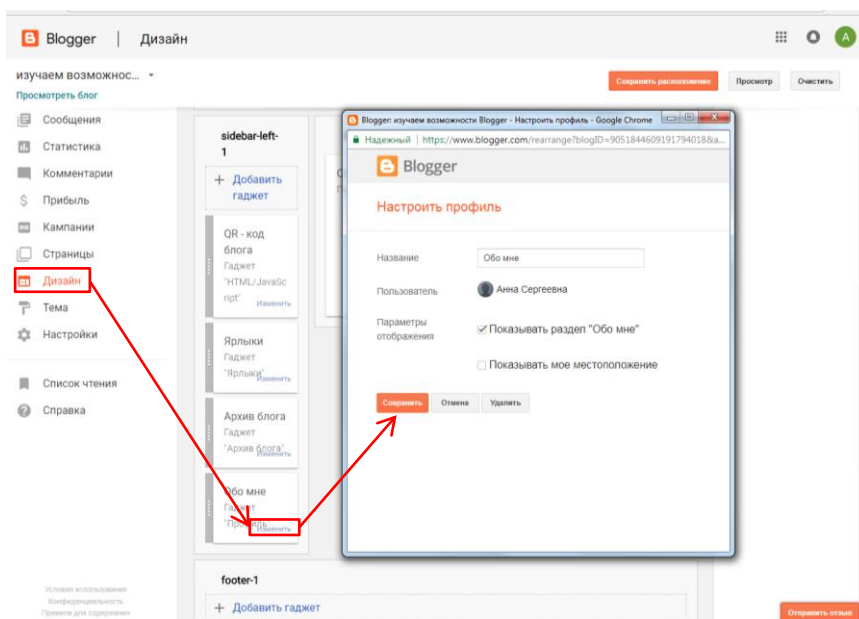 Blogger | Дизайн
A
изучаем возможнос...
Просмотреть блог
Сохранить расположение
Просмотр
Очистить
Сообщения
Статистика
Комментарии
Прибыль
Кампании
Страницы
Дизайн
Тема
Настройки
Список чтения
Справка
Условия использования
Конфиденциальность
Правила для содержания
sidebar-left-
1
+ Добавить
гаджет
QR - код
блога
Гаджет
"HTML/JavaSc
ript"
Изменить
Ярлыки
Гаджет
"Ярлыки"
Изменить
Архив блога
Гаджет
"Архив блога"
Изменить
Обо мне
Гаджет
"Профиль"
Изменить
footer-1
+ Добавить гаджет
Blogger: изучаем возможности Blogger - Настроить профиль - Google Chrome
Надежный | https://www.blogger.com/rearrange?blogID=9051844609191794018&a...
Blogger
Настроить профиль
Название
Обо мне
Пользователь
Анна Сергеевна
Параметры
отображения
Показывать раздел "Обо мне"
Показывать мое местоположение
Сохранить
Отмена
Удалить
Отправить отзыв